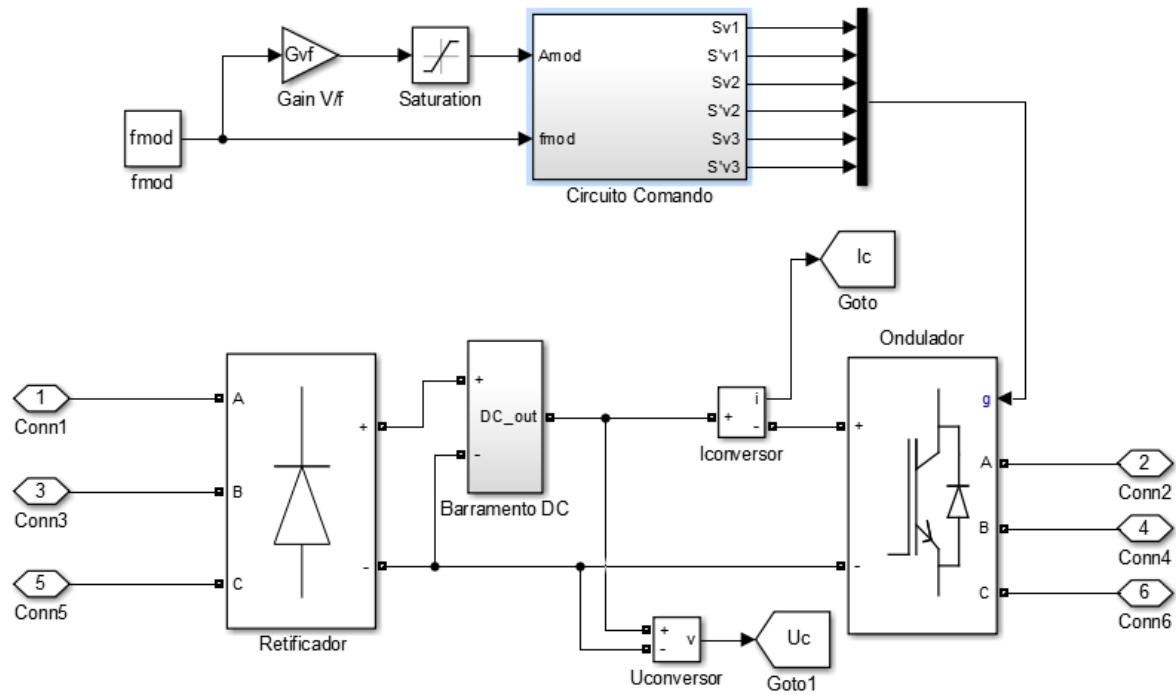 Sv1
Gvf
Amod
S'v1
Sv2
Gain V/f
Saturation
S'v2
fmod
fmod
Sv3
S'v3
fmod
Circuito Comando
Ic
Goto
Ondulador
1
A
+
i
g
Conn1
+
DC_out
+
-
+
-
Iconversor
A
2
Conn2
3
B
Barramento DC
Conn3
B
4
Conn4
-
-
5
C
C
6
Conn5
Conn6
Retificador
+
-
v
Uc
Uconversor
Goto1